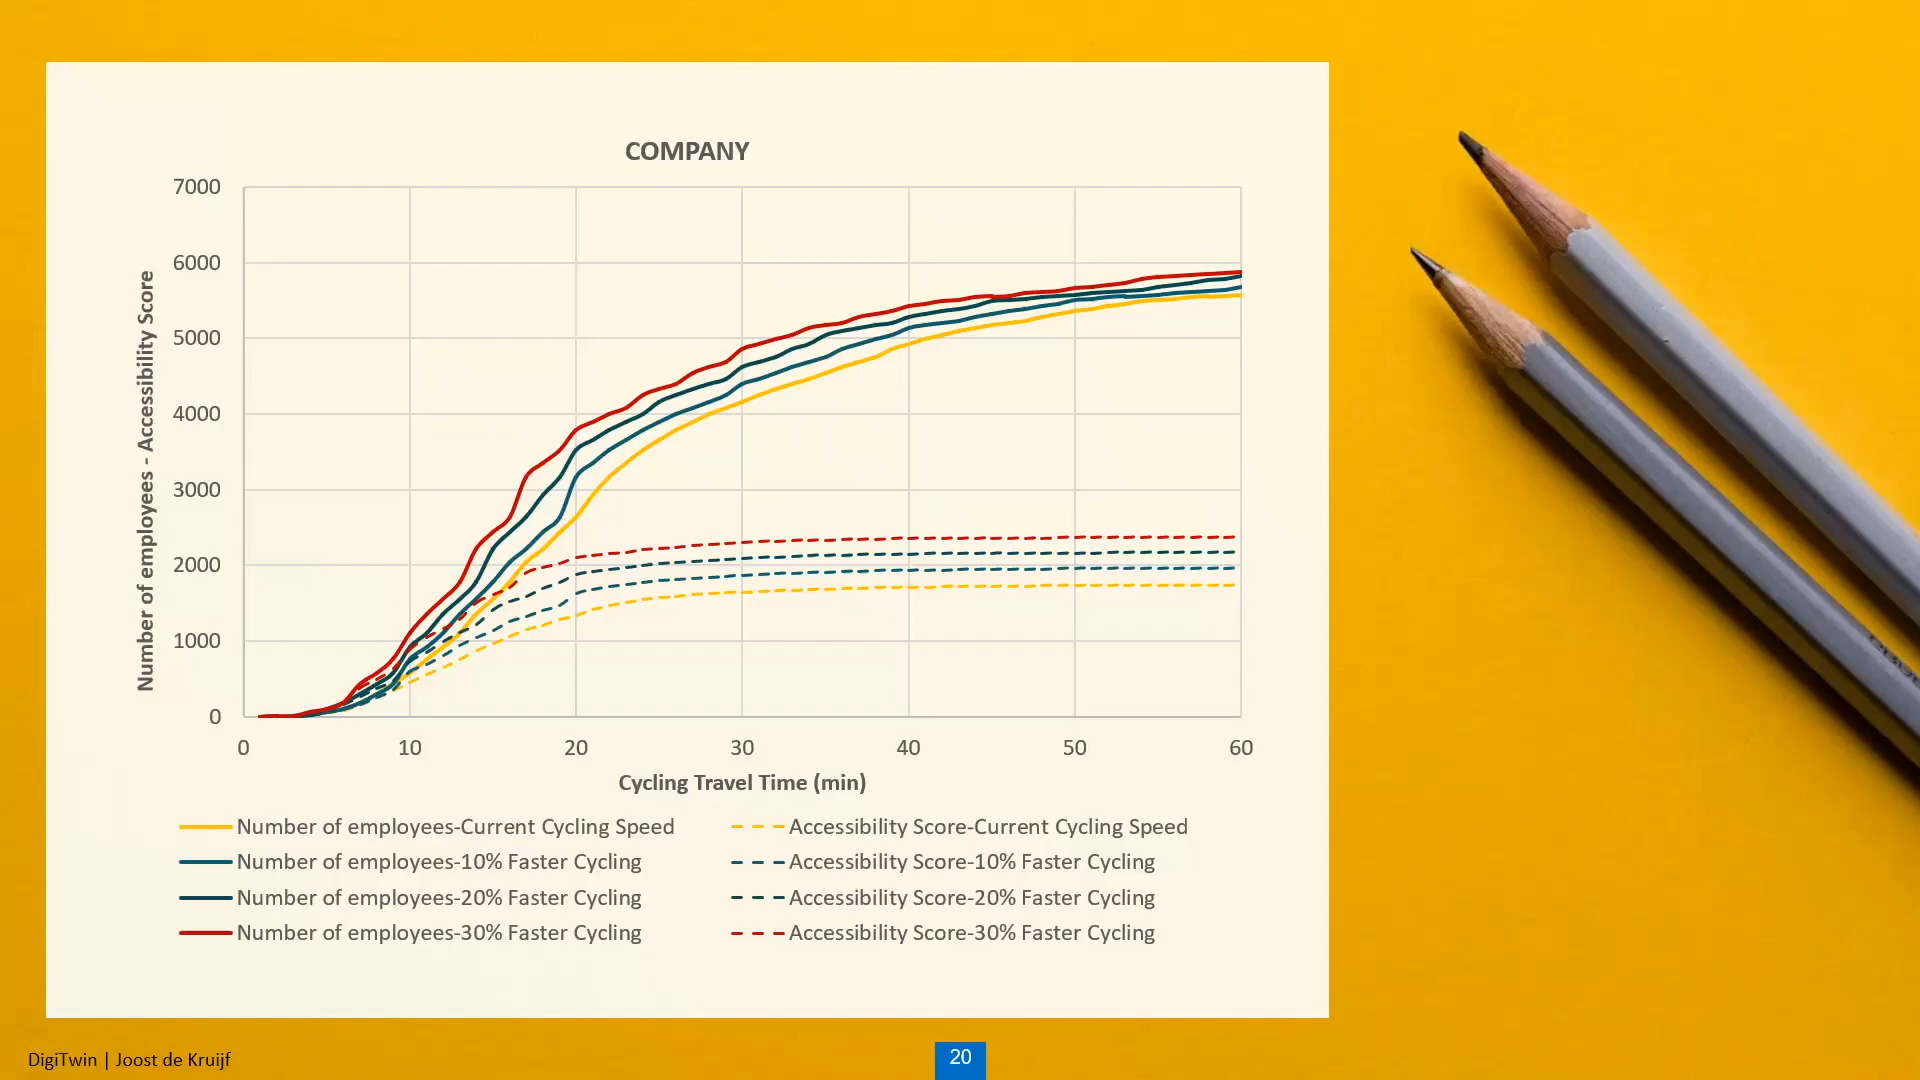 COMPANY
Number of employees - Accessibility Score
7000
6000
5000
4000
3000
2000
1000
0
0 10 20 30 40 50 60
Cycling Travel Time (min)
Number of employees-Current Cycling Speed
Accessibility Score-Current Cycling Speed
Number of employees-10% Faster Cycling
Accessibility Score-10% Faster Cycling
Number of employees-20% Faster Cycling
Accessibility Score-20% Faster Cycling
Number of employees-30% Faster Cycling
Accessibility Score-30% Faster Cycling
DigiTwin | Joost de Kruijf
20